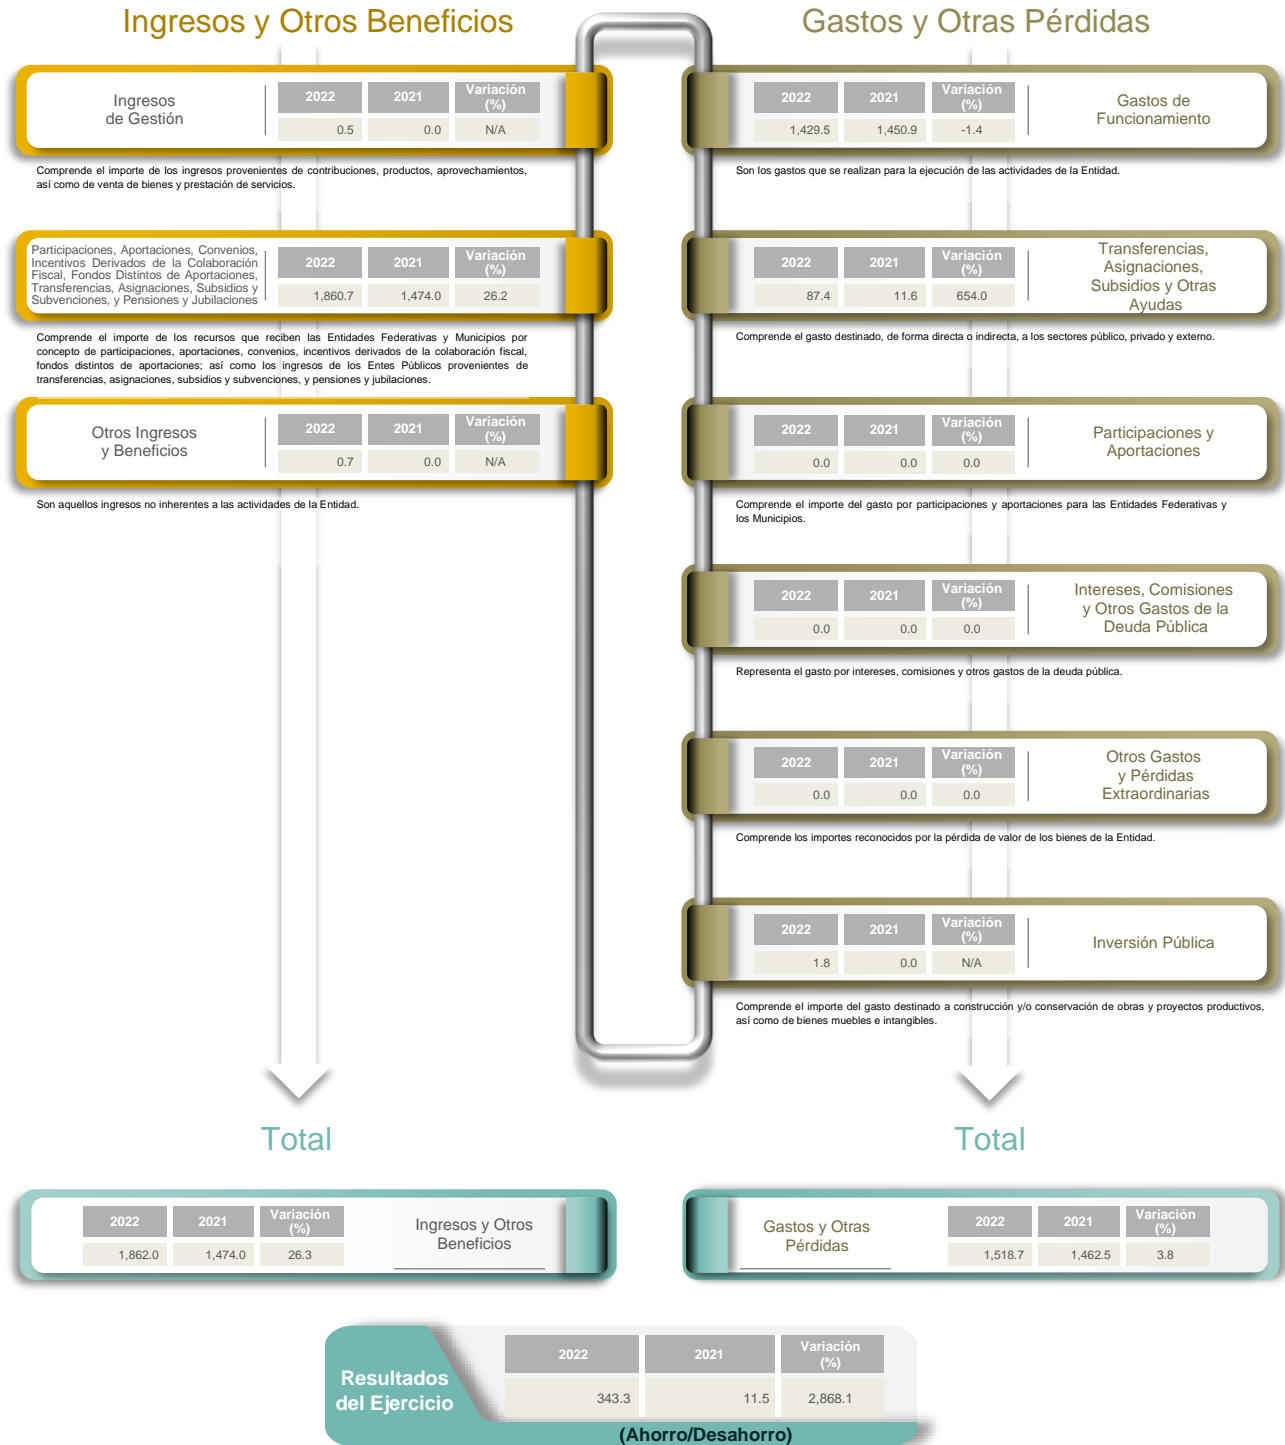 Ingresos y Otros Beneficios
Ingresos
de Gestión
2022 2021 Variación
(%)
0.5 0.0 N/A
Comprende el importe de los ingresos provenientes de contribuciones, productos, aprovechamientos,
así como de venta de bienes y prestación de servicios.
Participaciones, Aportaciones, Convenios,
Incentivos Derivados de la Colaboración
Fiscal, Fondos Distintos de Aportaciones,
Transferencias, Asignaciones, Subsidios y
Subvenciones, y Pensiones y Jubilaciones
2022 2021 Variación
(%)
1,860.7 1,474.0 26.2
Comprende el importe de los recursos que reciben las Entidades Federativas y Municipios por
concepto de participaciones, aportaciones, convenios, incentivos derivados de la colaboración fiscal,
fondos distintos de aportaciones; así como los ingresos de los Entes Públicos provenientes de
transferencias, asignaciones, subsidios y subvenciones, y pensiones y jubilaciones.
Otros Ingresos
y Beneficios
2022 2021 Variación
(%)
0.7 0.0 N/A
Son aquellos ingresos no inherentes a las actividades de la Entidad.
Total
2022 2021 Variación
(%)
1,862.0 1,474.0 26.3
Ingresos y Otros
Beneficios
Gastos y Otras Pérdidas
2022 2021 Variación
(%)
1,429.5 1,450.9 -1.4
Gastos de
Funcionamiento
Son los gastos que se realizan para la ejecución de las actividades de la Entidad.
2022 2021 Variación
(%)
87.4 11.6 654.0
Transferencias,
Asignaciones,
Subsidios y Otras
Ayudas
Comprende el gasto destinado, de forma directa o indirecta, a los sectores público, privado y externo.
2022 2021 Variación
(%)
0.0 0.0 0.0
Participaciones y
Aportaciones
Comprende el importe del gasto por participaciones y aportaciones para las Entidades Federativas y
los Municipios.
2022 2021 Variación
(%)
0.0 0.0 0.0
Intereses, Comisiones
y Otros Gastos de la
Deuda Pública
Representa el gasto por intereses, comisiones y otros gastos de la deuda pública.
2022 2021 Variación
(%)
0.0 0.0 0.0
Otros Gastos
y Pérdidas
Extraordinarias
Comprende los importes reconocidos por la pérdida de valor de los bienes de la Entidad.
2022 2021 Variación
(%)
1.8 0.0 N/A
Inversión Pública
Comprende el importe del gasto destinado a construcción y/o conservación de obras y proyectos productivos,
así como de bienes muebles e intangibles.
Total
Gastos y Otras
Pérdidas
2022 2021 Variación
(%)
1,518.7 1,462.5 3.8
Resultados
del Ejercicio
2022 2021 Variación
(%)
343.3 11.5 2,868.1
(Ahorro/Desahorro)